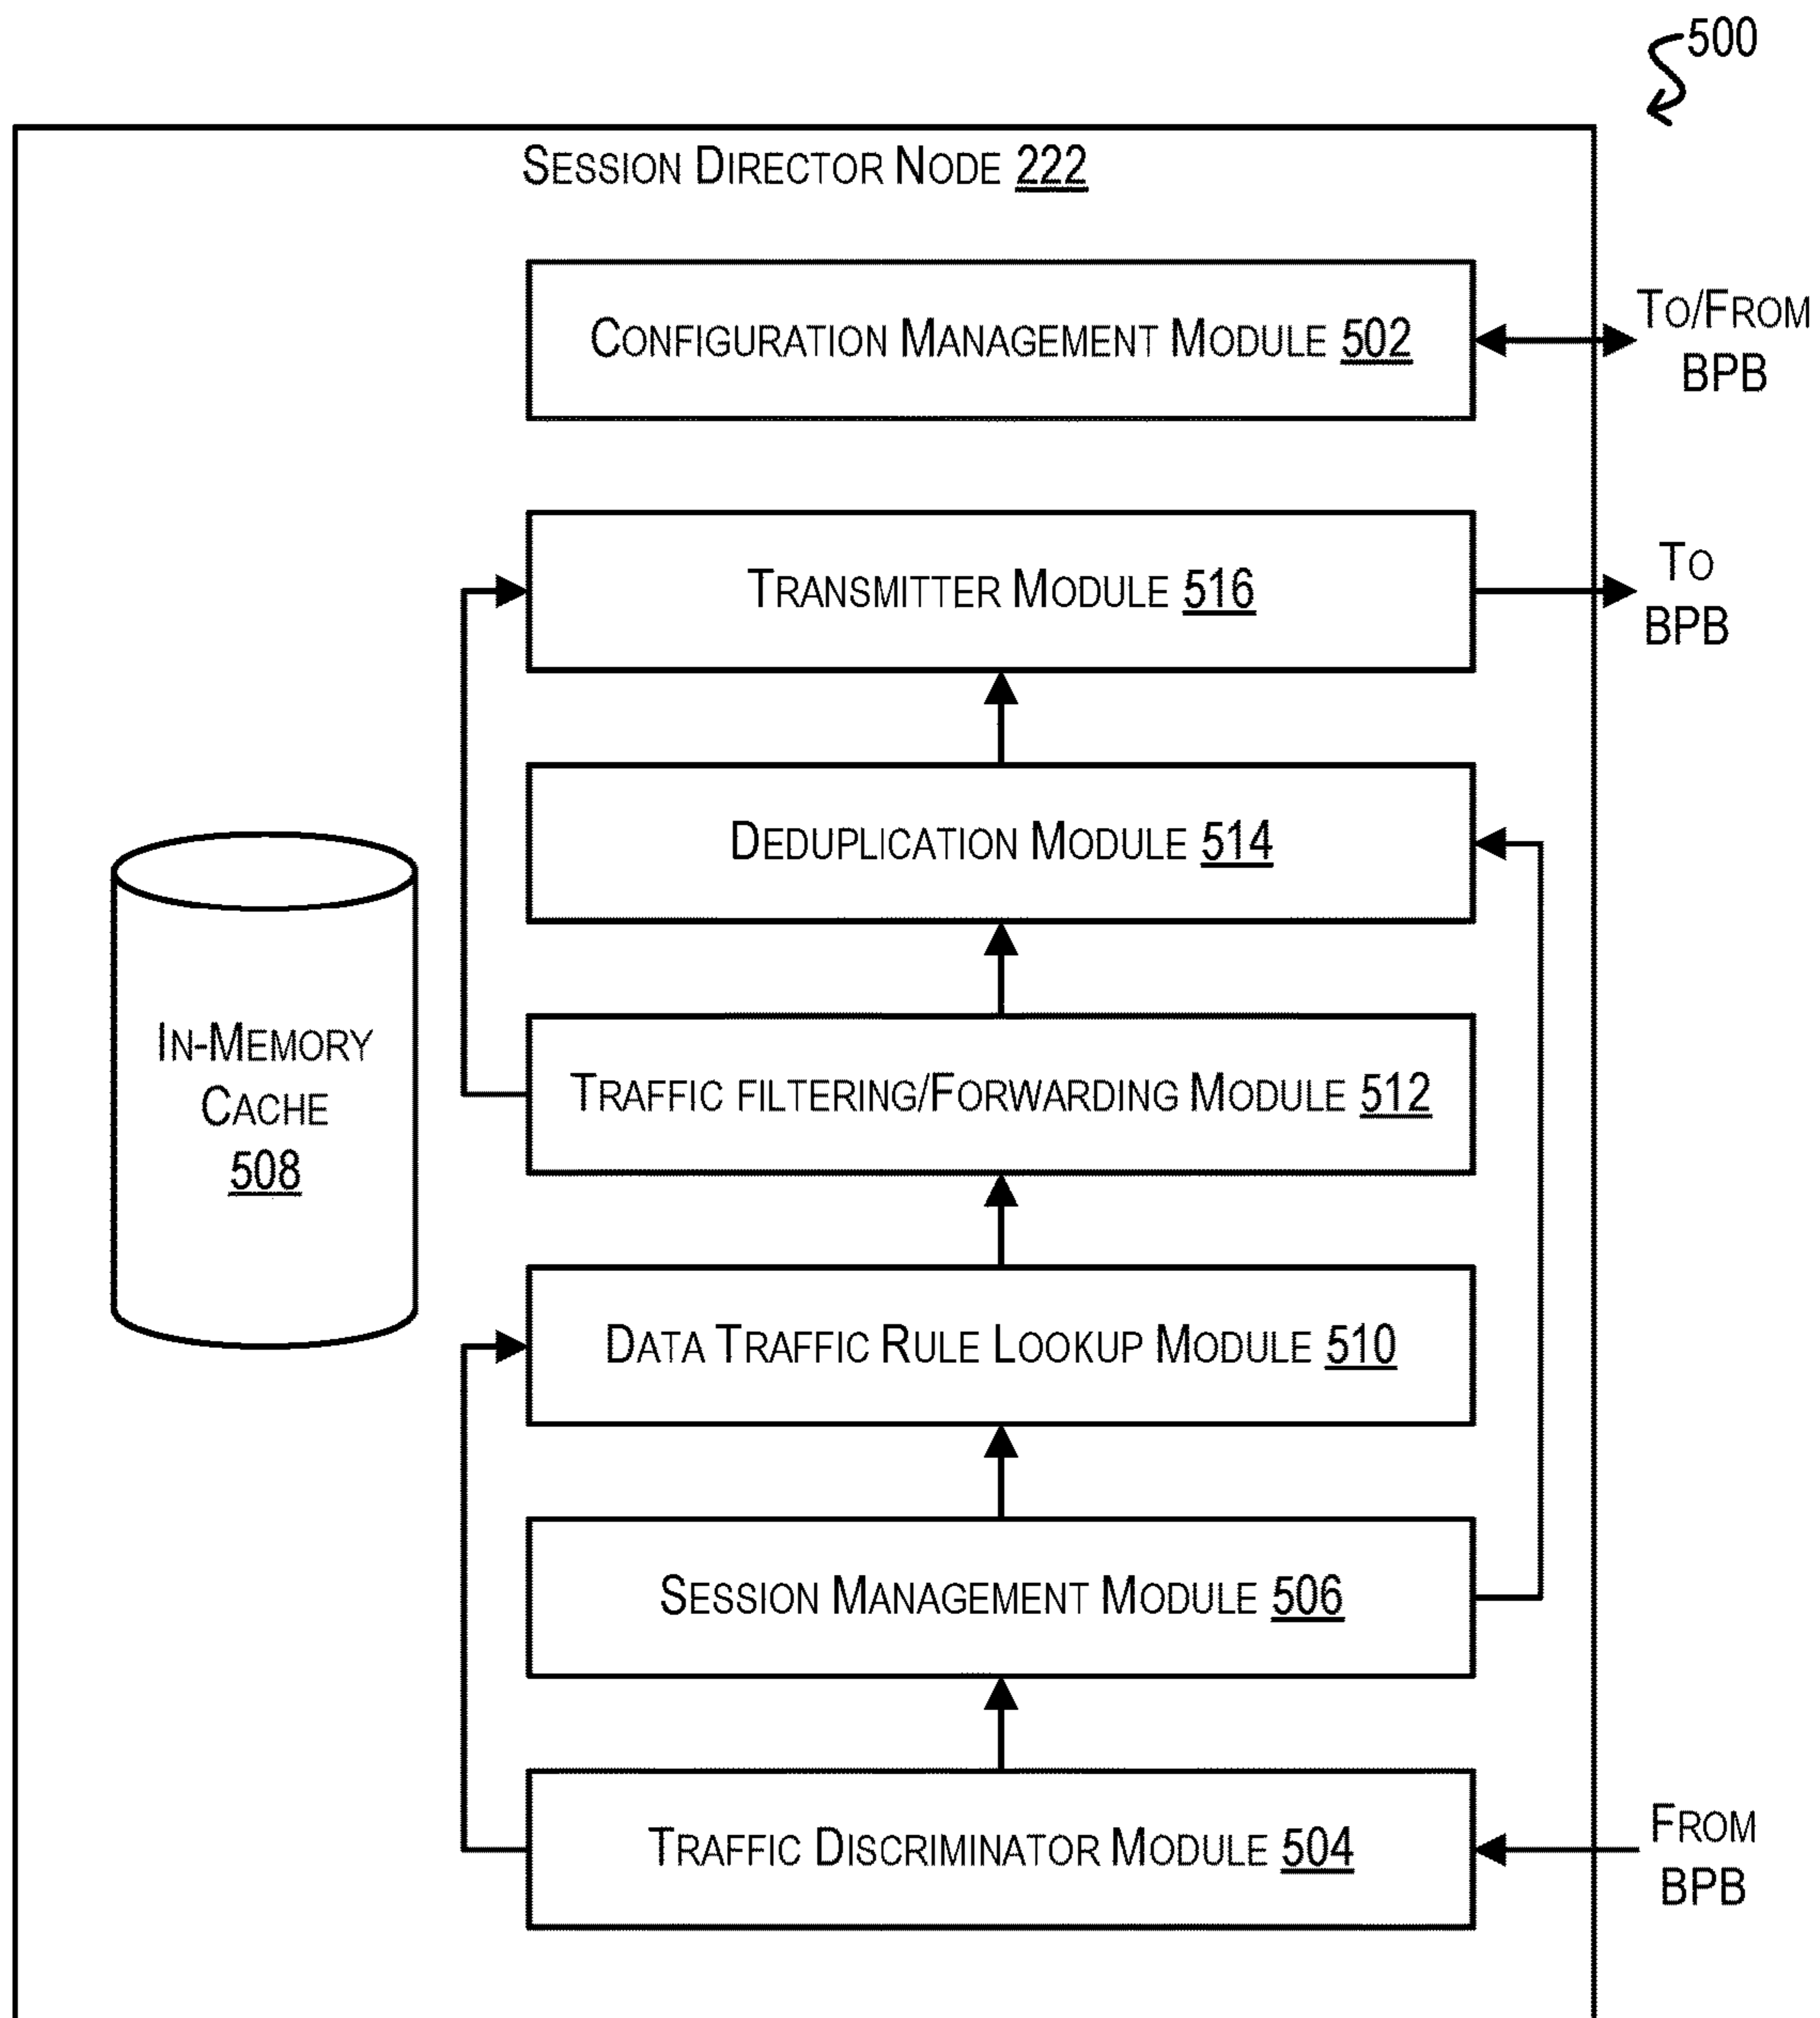 500
SESSION DIRECTOR NODE 222
CONFIGURATION MANAGEMENT MODULE 502
TO/FROM
BPB
TRANSMITTER MODULE 516
TO
BPB
DEDUPLICATION MODULE 514
IN-MEMORY
CACHE
508
TRAFFIC FILTERING/FORWARDING MODULE 512
DATA TRAFFIC RULE LOOKUP MODULE 510
SESSION MANAGEMENT MODULE 506
TRAFFIC DISCRIMINATOR MODULE 504
FROM
BPB